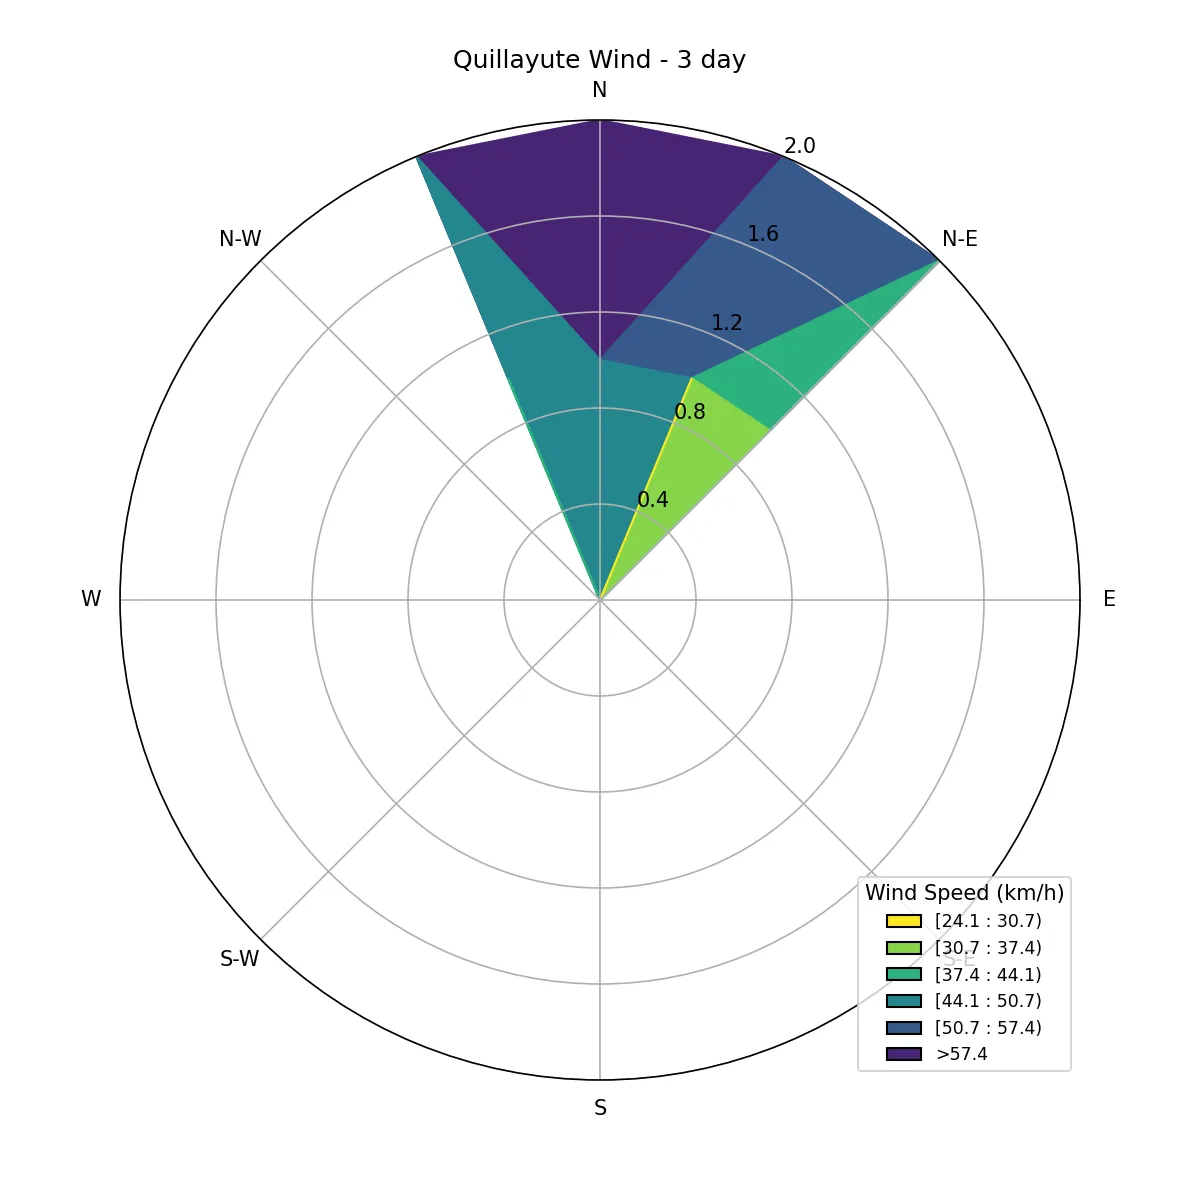 Quillayute Wind - 3 day
N
2.0
N-W
1.6
N-E
1.2
0.8
0.4
W
E
Wind Speed (km/h)
[24.1 : 30.7)
[30.7 : 37.4)
S-W
S-E
[37.4 : 44.1)
[44.1 : 50.7)
[50.7 : 57.4)
>57.4
S